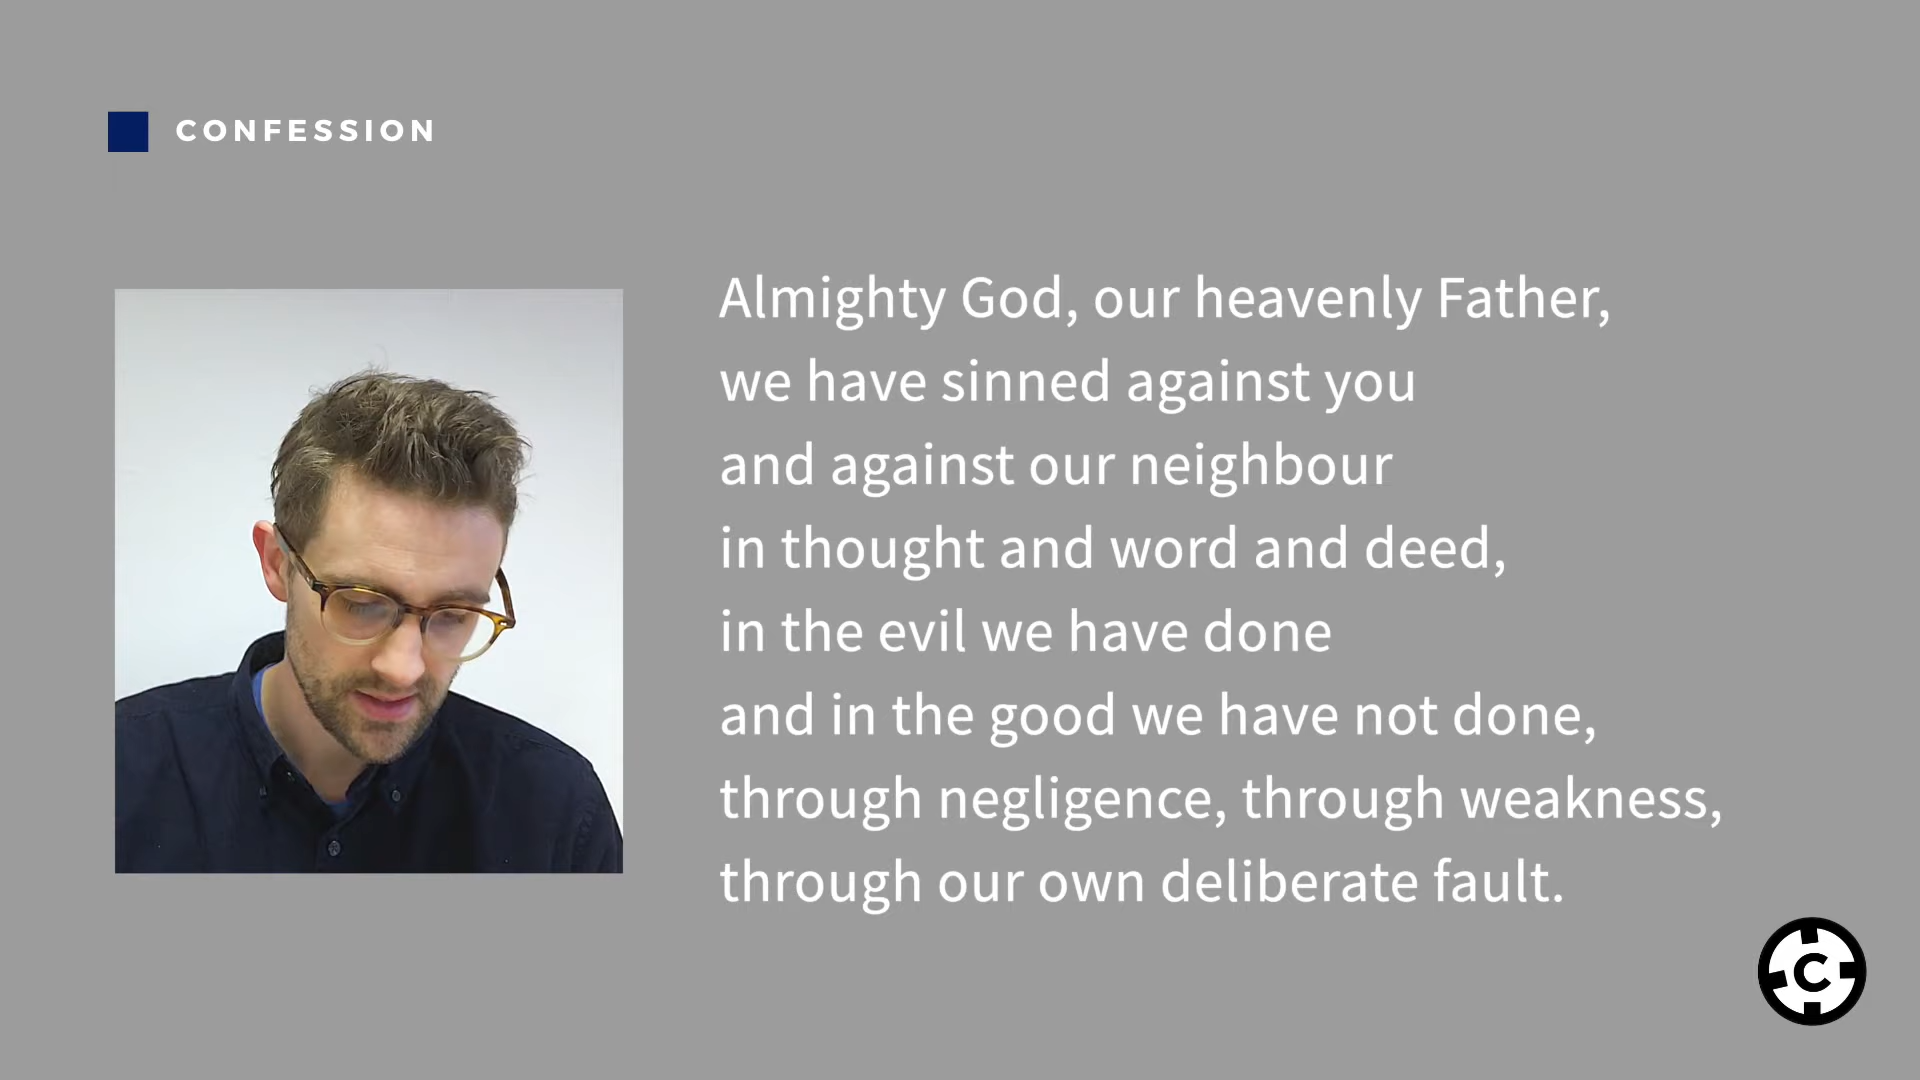 CONFESSION
Almighty God, our heavenly Father,
we have sinned against you
and against our neighbour
in thought and word and deed,
in the evil we have done
and in the good we have not done,
through negligence, through weakness,
through our own deliberate fault.
C